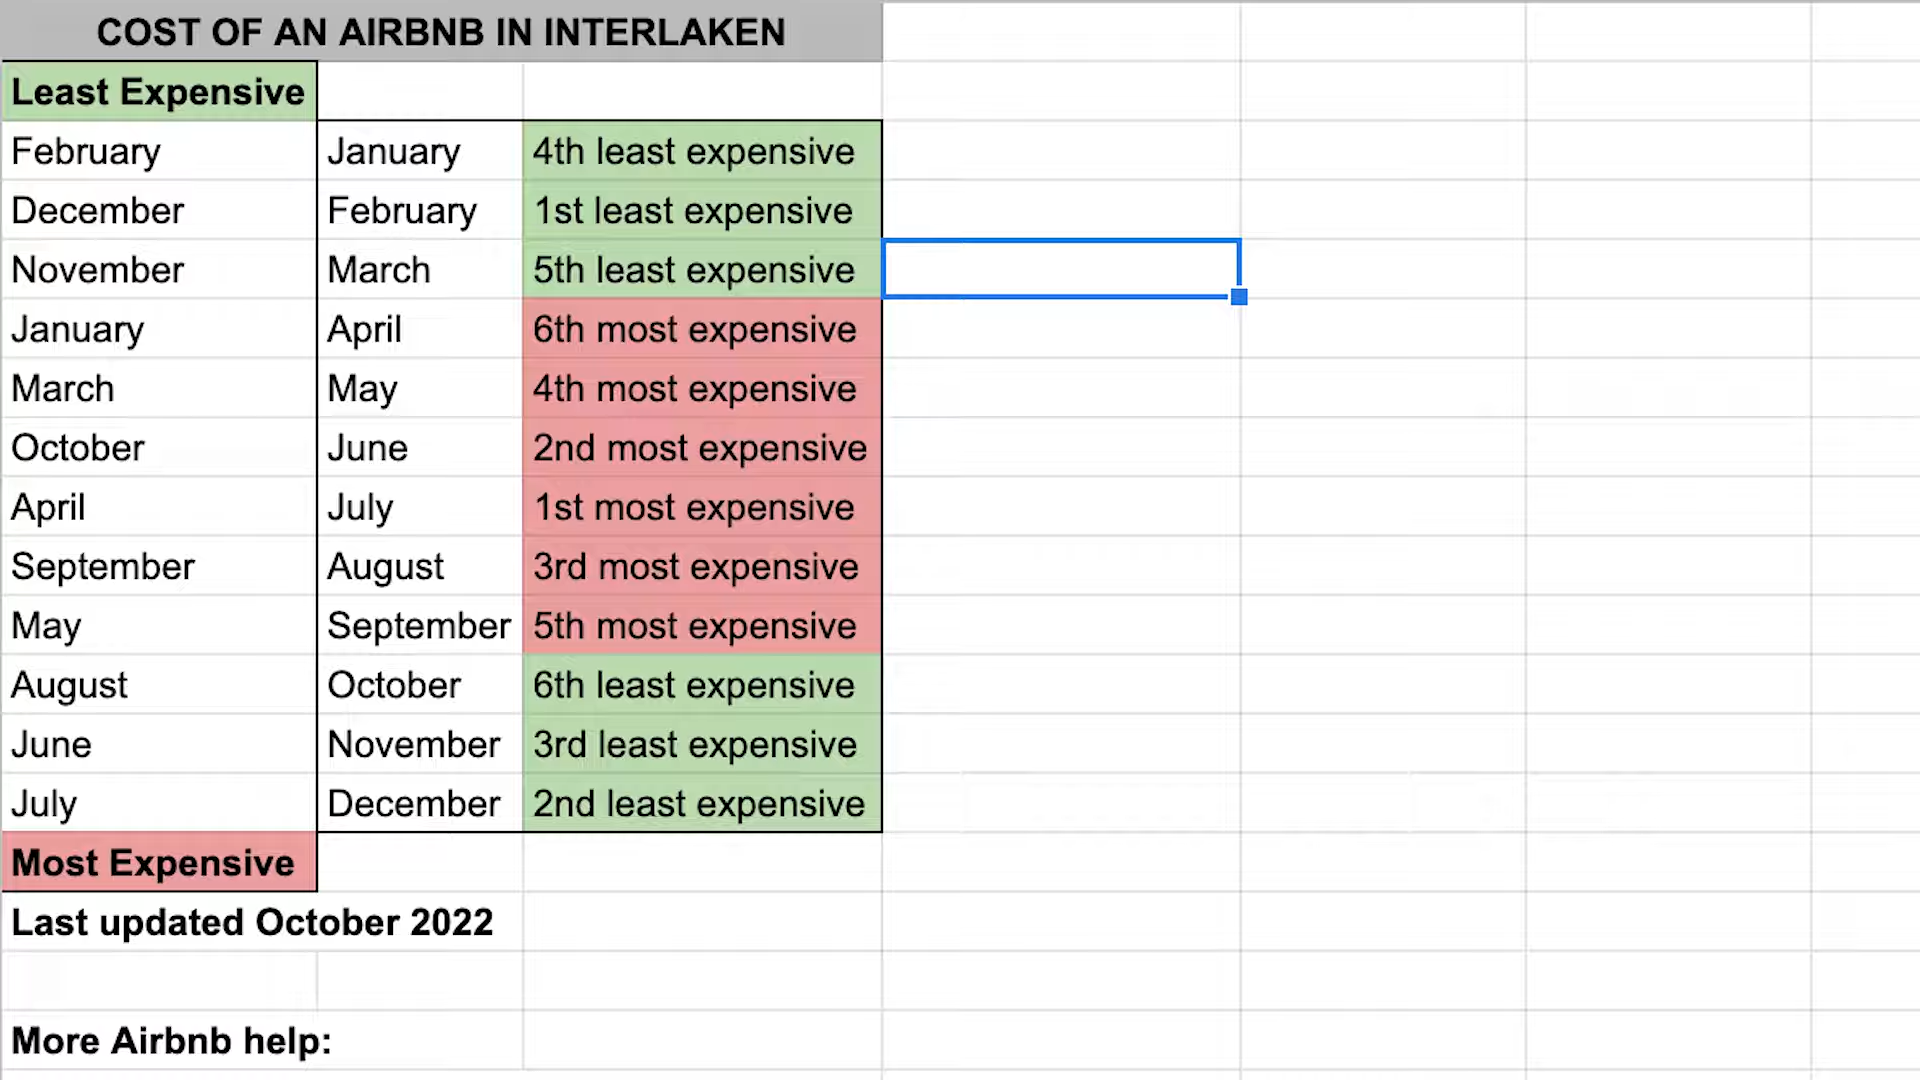 COST OF AN AIRBNB IN INTERLAKEN
Least Expensive
February January 4th least expensive
December February 1st least expensive
November March 5th least expensive
January April 6th most expensive
March May 4th most expensive
October June 2nd most expensive
April July 1st most expensive
September August 3rd most expensive
May September 5th most expensive
August October 6th least expensive
June November 3rd least expensive
July December 2nd least expensive
Most Expensive
Last updated October 2022
More Airbnb help: